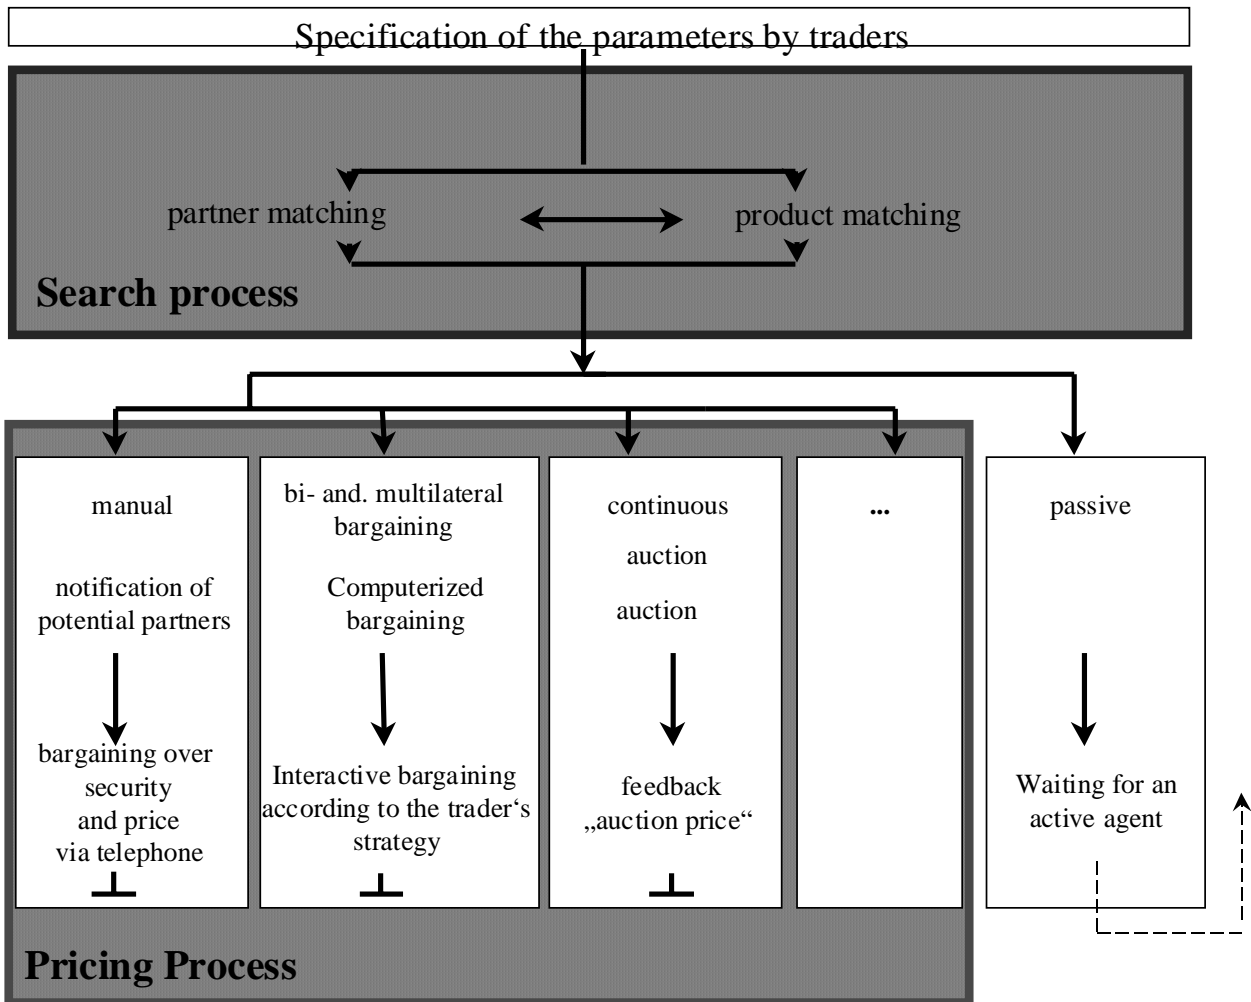 Specification of the parameters by traders
partner matching
product matching
Search process
manual
notification of
potential partners
bargaining over
security
and price
via telephone
bi- and. multilateral
bargaining
Computerized
bargaining
Interactive bargaining
according to the trader‘s
strategy
continuous
auction
auction
feedback
„auction price“
...
passive
Waiting for an
active agent
Pricing Process